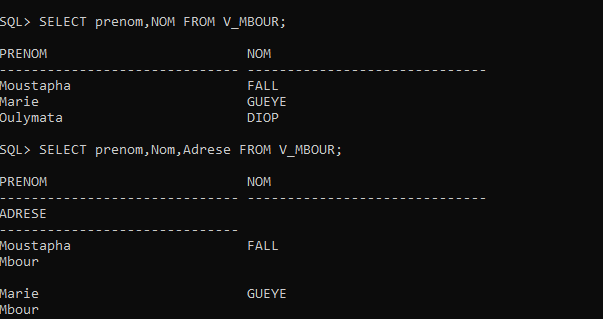 SQL> SELECT prenom,NOM FROM V_MBOUR;
PRENOM                         NOM
------------------------------ ------------------------------
Moustapha                      FALL
Marie                          GUEYE
Oulymata                       DIOP
SQL> SELECT prenom,Nom,Adrese FROM V_MBOUR;
PRENOM                         NOM
------------------------------ ------------------------------
ADRESE
------------------------------
Moustapha                      FALL
Mbour
Marie                          GUEYE
Mbour